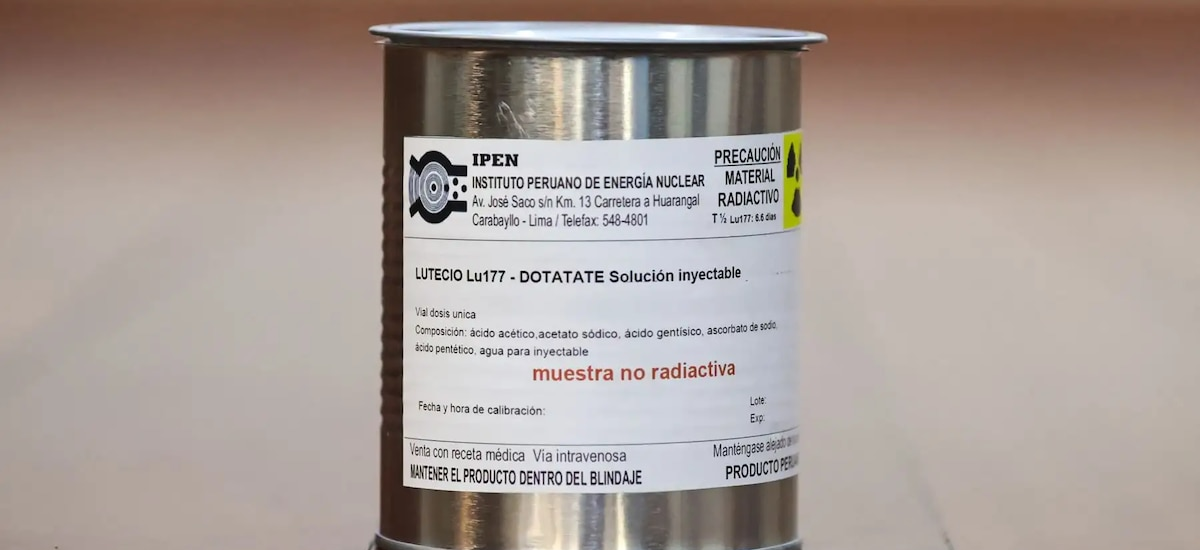 IPEN
INSTITUTO PERUANO DE ENERGÍA NUCLEAR
Av. José Saco s/n Km. 13 Carretera a Huarangal
Carabayllo - Lima / Telefax: 548-4801
PRECAUCIÓN
MATERIAL
RADIACTIVO
T ½ Lu177: 6.6 dias
LUTECIO Lu177 - DOTATATE Solución inyectable
Vial dosis unica
Composición: ácido acético,acetato sódico, ácido gentísico, ascorbato de sodio,
ácido pentético, agua para inyectable
muestra no radiactiva
Fecha y hora de calibración:
Lote:
Exp:
Venta con receta médica Vía intravenosa
MANTENER EL PRODUCTO DENTRO DEL BLINDAJE
Manténgase alejado
PRODUCTO